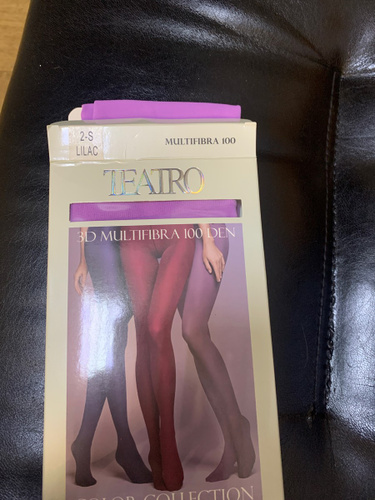 2-S
LILAC
MULTIFIBRA 100
TEATRO
3D MULTIFIBRA 100 DEN
COLOR COLLECTION